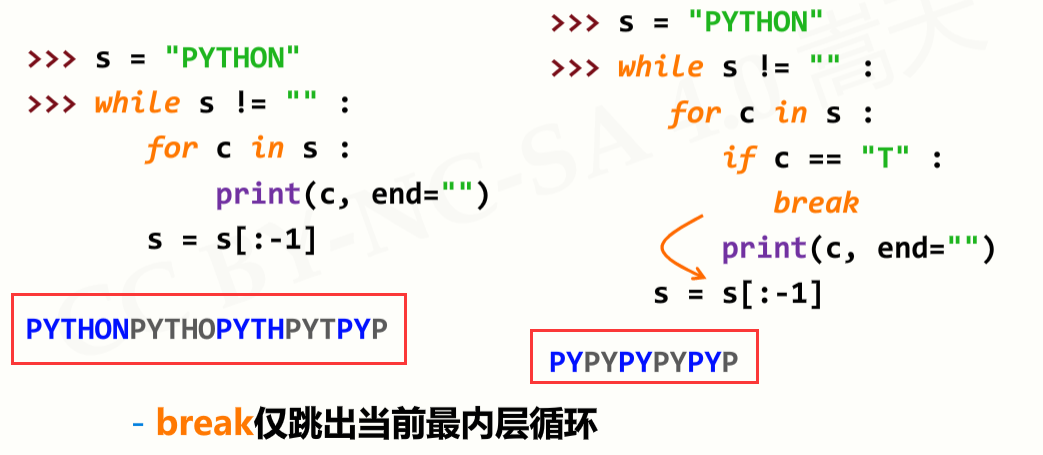 >>> s = "PYTHON"
>>> while s != "" :
for c in s :
print(c, end="")
s = s[:-1]
PYTHONPYTHOPYTHPYTPYP
>>> s = "PYTHON"
>>> while s != "" :
for c in s :
if c == "T" :
break
print(c, end="")
s = s[:-1]
PYPYPYPYPYP
- break仅跳出当前最内层循环
CC BY-NC-SA 4.0 嵩天